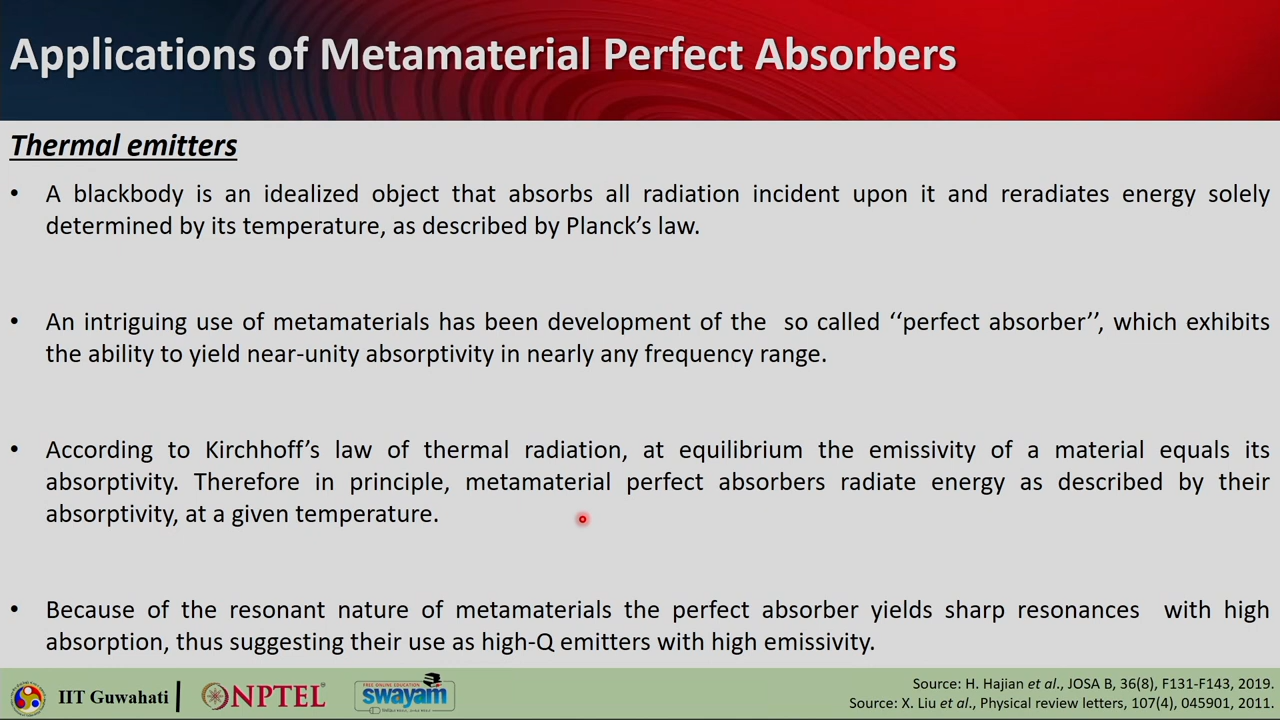 Applications of Metamaterial Perfect Absorbers
Thermal emitters
• A blackbody is an idealized object that absorbs all radiation incident upon it and reradiates energy solely
determined by its temperature, as described by Planck’s law.
• An intriguing use of metamaterials has been development of the so called ‘‘perfect absorber’’, which exhibits
the ability to yield near-unity absorptivity in nearly any frequency range.
• According to Kirchhoff’s law of thermal radiation, at equilibrium the emissivity of a material equals its
absorptivity. Therefore in principle, metamaterial perfect absorbers radiate energy as described by their
absorptivity, at a given temperature.
• Because of the resonant nature of metamaterials the perfect absorber yields sharp resonances with high
absorption, thus suggesting their use as high-Q emitters with high emissivity.
IIT Guwahati
NPTEL
FREE ONLINE EDUCATION
swayam
Source: H. Hajian et al., JOSA B, 36(8), F131-F143, 2019.
Source: X. Liu et al., Physical review letters, 107(4), 045901, 2011.